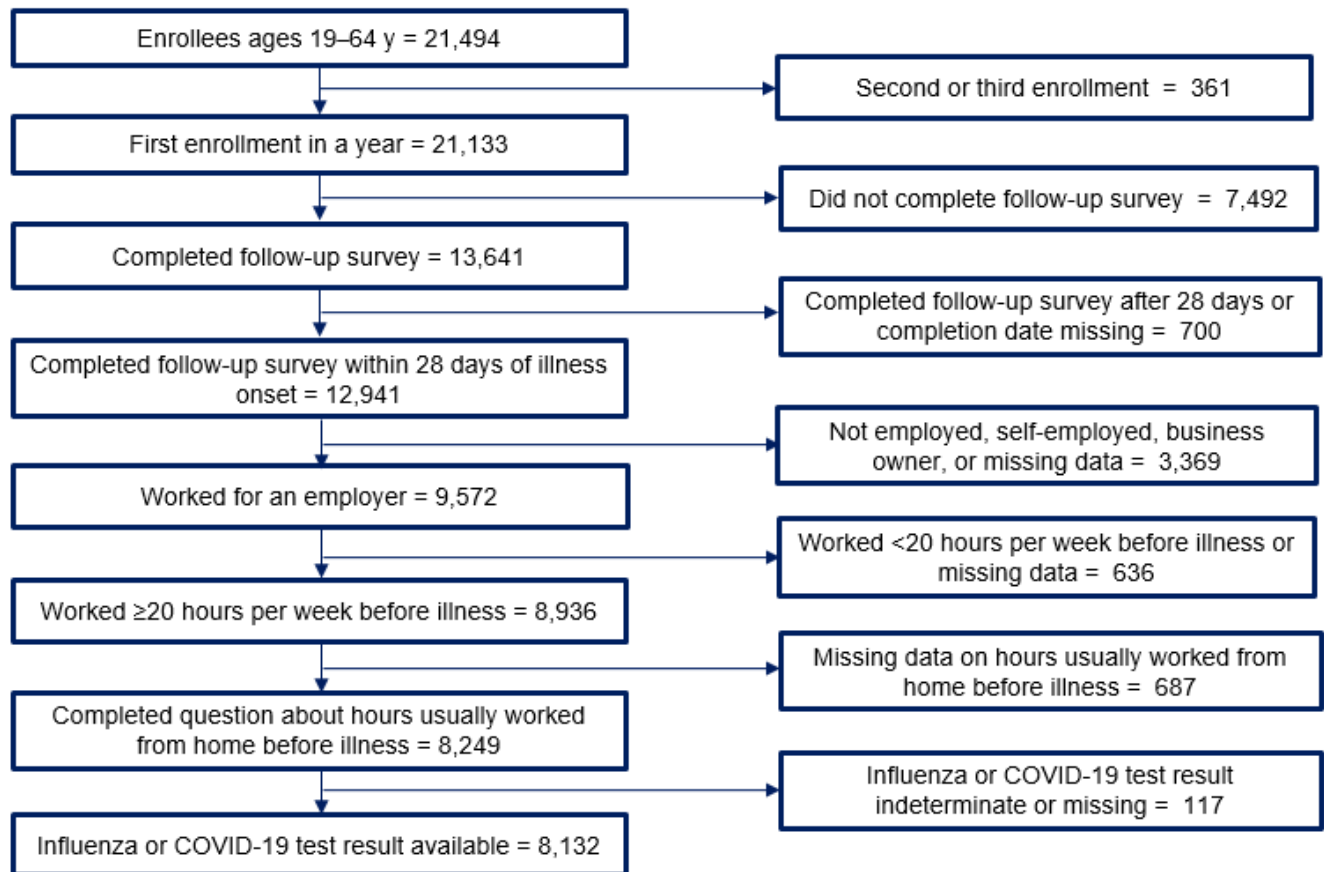 Enrollees ages 19–64 y = 21,494
Second or third enrollment  =  361
First enrollment in a year = 21,133
Did not complete follow-up survey  =  7,492
Completed follow-up survey = 13,641
Completed follow-up survey after 28 days or
completion date missing =  700
Completed follow-up survey within 28 days of illness
onset = 12,941
Not employed, self-employed, business
owner, or missing data =  3,369
Worked for an employer = 9,572
Worked <20 hours per week before illness or
missing data =  636
Worked ≥20 hours per week before illness = 8,936
Missing data on hours usually worked from
home before illness =  687
Completed question about hours usually worked
from home before illness = 8,249
Influenza or COVID-19 test result
indeterminate or missing =  117
Influenza or COVID-19 test result available = 8,132